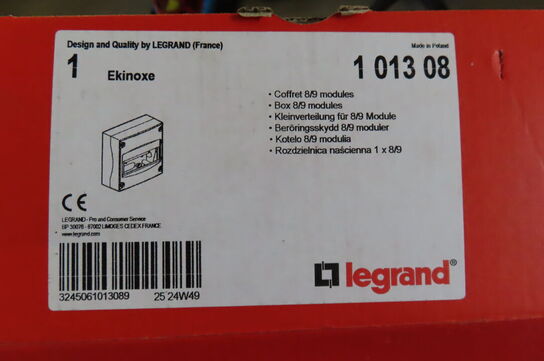 Design and Quality by LEGRAND (France)
Made in Poland
1
Ekinoxe
1 013 08
• Coffret 8/9 modules
• Box 8/9 modules
• Kleinverteilung für 8/9 Module
• Beröringsskydd 8/9 moduler
• Kotelo 8/9 modulia
• Rozdzielnica naścienna 1 x 8/9
CE
LEGRAND - Pro and Consumer Service
BP 30076 - 87002 LIMOGES CEDEX FRANCE
www.legrand.com
3245061013089
25 24W49
legrand®